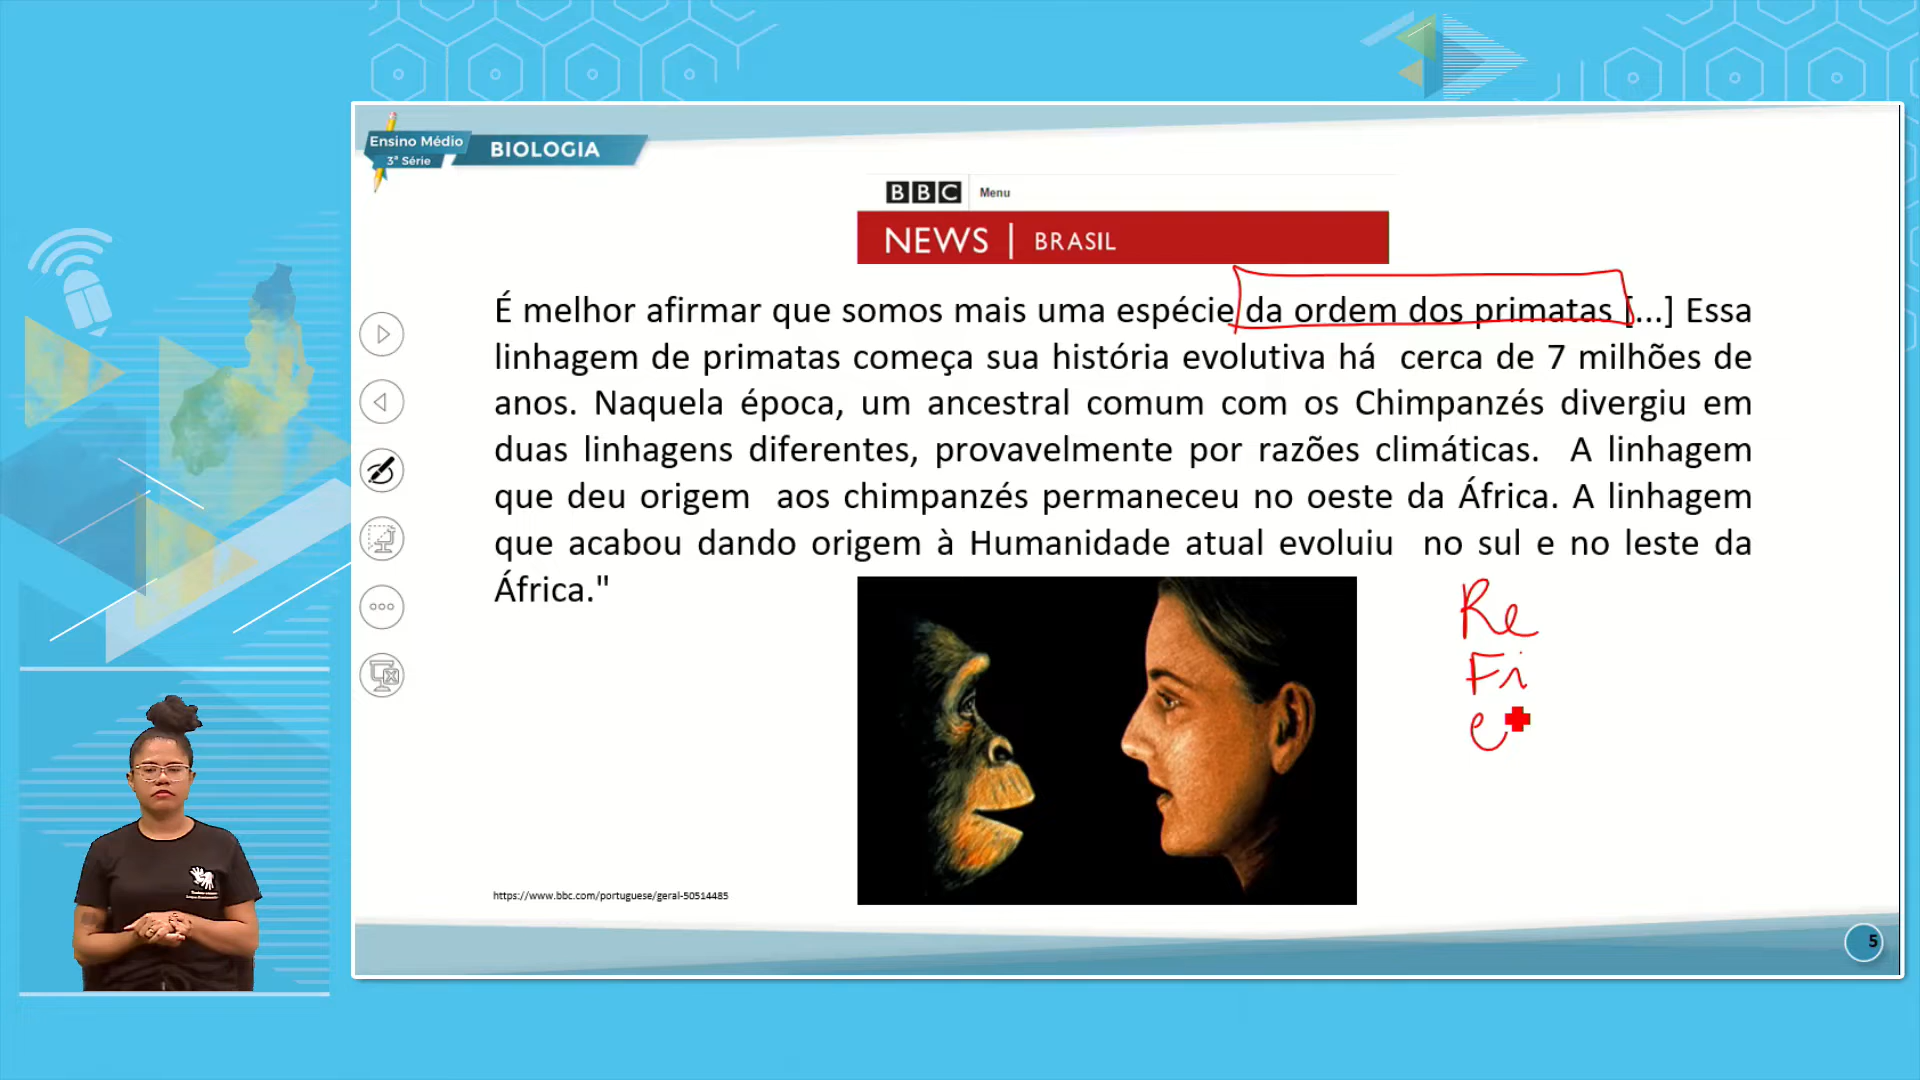 Ensino Médio
3ª Série
BIOLOGIA
BBC Menu
NEWS | BRASIL
É melhor afirmar que somos mais uma espécie da ordem dos primatas [...] Essa
linhagem de primatas começa sua história evolutiva há cerca de 7 milhões de
anos. Naquela época, um ancestral comum com os Chimpanzés divergiu em
duas linhagens diferentes, provavelmente por razões climáticas. A linhagem
que deu origem aos chimpanzés permaneceu no oeste da África. A linhagem
que acabou dando origem à Humanidade atual evoluiu no sul e no leste da
África."
Re
Fi
e
https://www.bbc.com/portuguese/geral-50514485
5